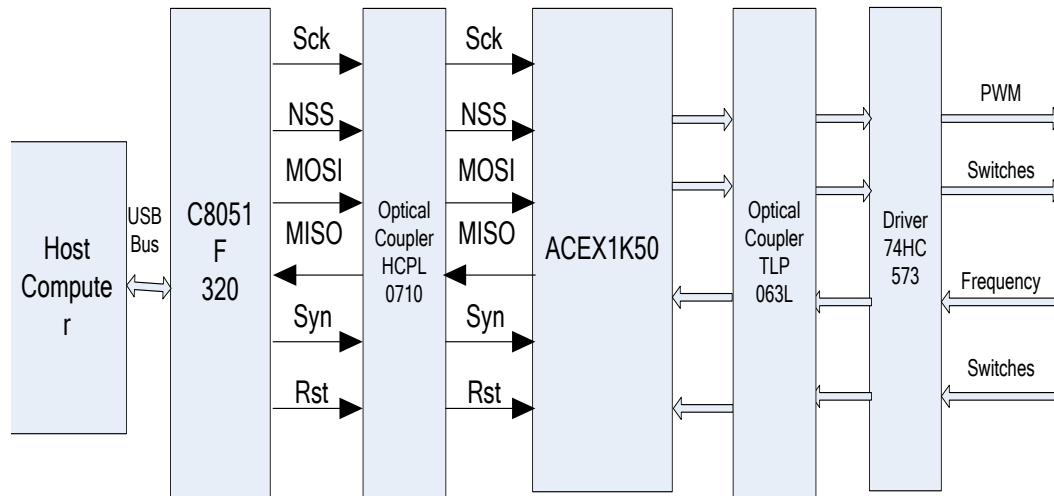 Host
Compute
r
USB
Bus
C8051
F
320
Sck
NSS
MOSI
MISO
Syn
Rst
Optical
Coupler
HCPL
0710
Sck
NSS
MOSI
MISO
Syn
Rst
ACEX1K50
Optical
Coupler
TLP
063L
Driver
74HC
573
PWM
Switches
Frequency
Switches